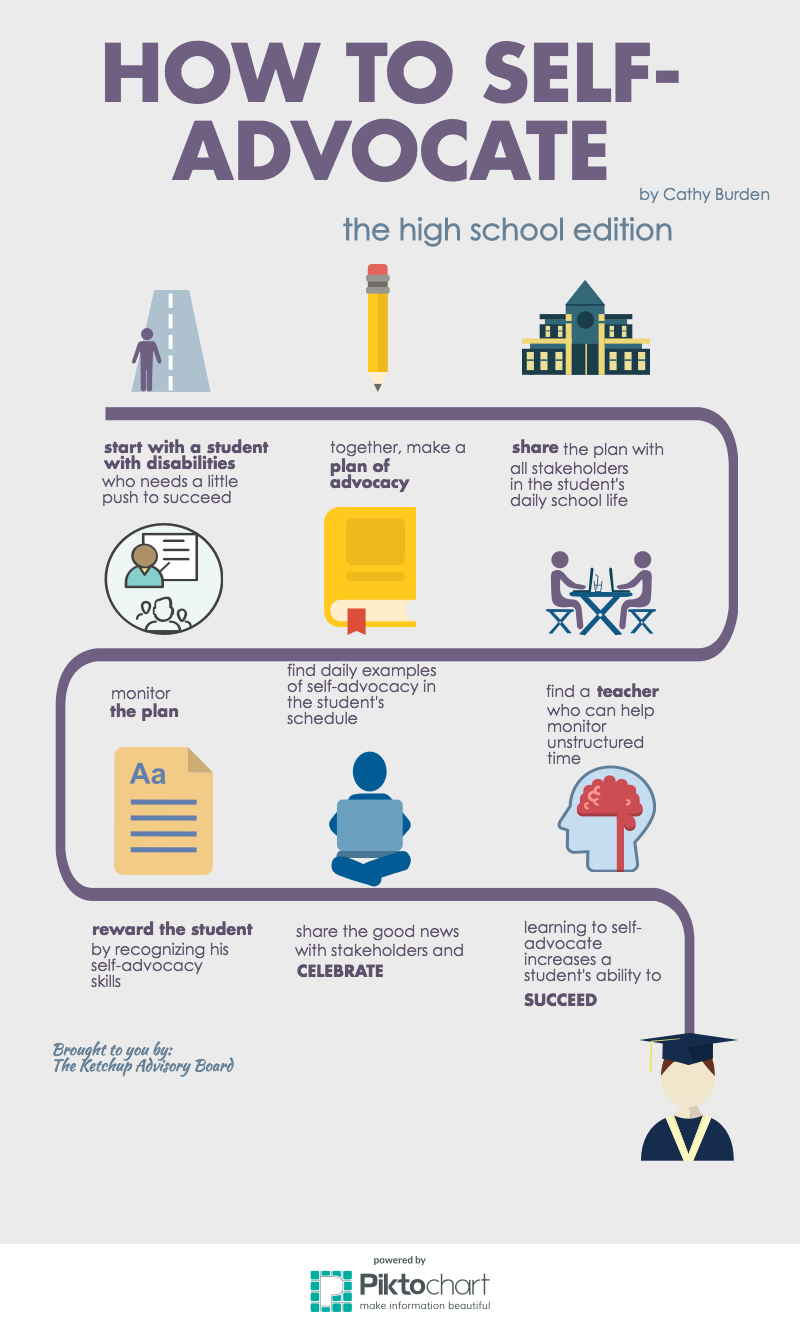 HOW TO SELF-
ADVOCATE
by Cathy Burden
the high school edition
start with a student
with disabilities
who needs a little
push to succeed
together, make a
plan of
advocacy
share the plan with
all stakeholders
in the student's
daily school life
monitor
the plan
find daily examples
of self-advocacy in
the student's
schedule
find a teacher
who can help
monitor
unstructured
time
Aa
reward the student
by recognizing his
self-advocacy
skills
share the good news
with stakeholders and
CELEBRATE
learning to self-
advocate
increases a
student's ability to
SUCCEED
Brought to you by:
The Ketchup Advisory Board
powered by
Piktochart
make information beautiful